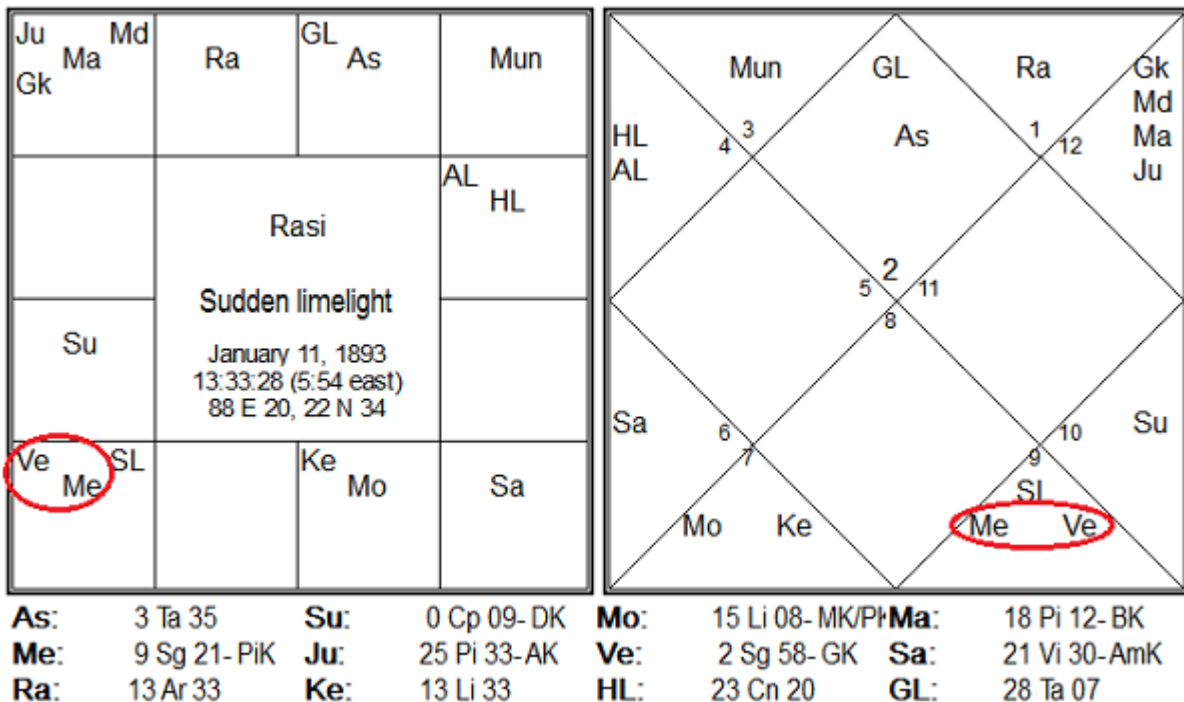 Ju Md
Ma
Gk
Ra
GL
As
Mun
AL
HL
Rasi
Sudden limelight
January 11, 1893
13:33:28 (5:54 east)
88 E 20, 22 N 34
Su
Ve SL
Me
Ke
Mo
Sa
Mun GL Ra Gk
Md
HL 4 3 As 1 12 Ma
AL Ju
2
5 11
8
Sa 6 10 Su
7 9
SL
Mo Ke Me Ve
As: 3 Ta 35 Su: 0 Cp 09-DK Mo: 15 Li 08-MK/PK Ma: 18 Pi 12-BK
Me: 9 Sg 21-PiK Ju: 25 Pi 33-AK Ve: 2 Sg 58-GK Sa: 21 Vi 30-AmK
Ra: 13 Ar 33 Ke: 13 Li 33 HL: 23 Cn 20 GL: 28 Ta 07